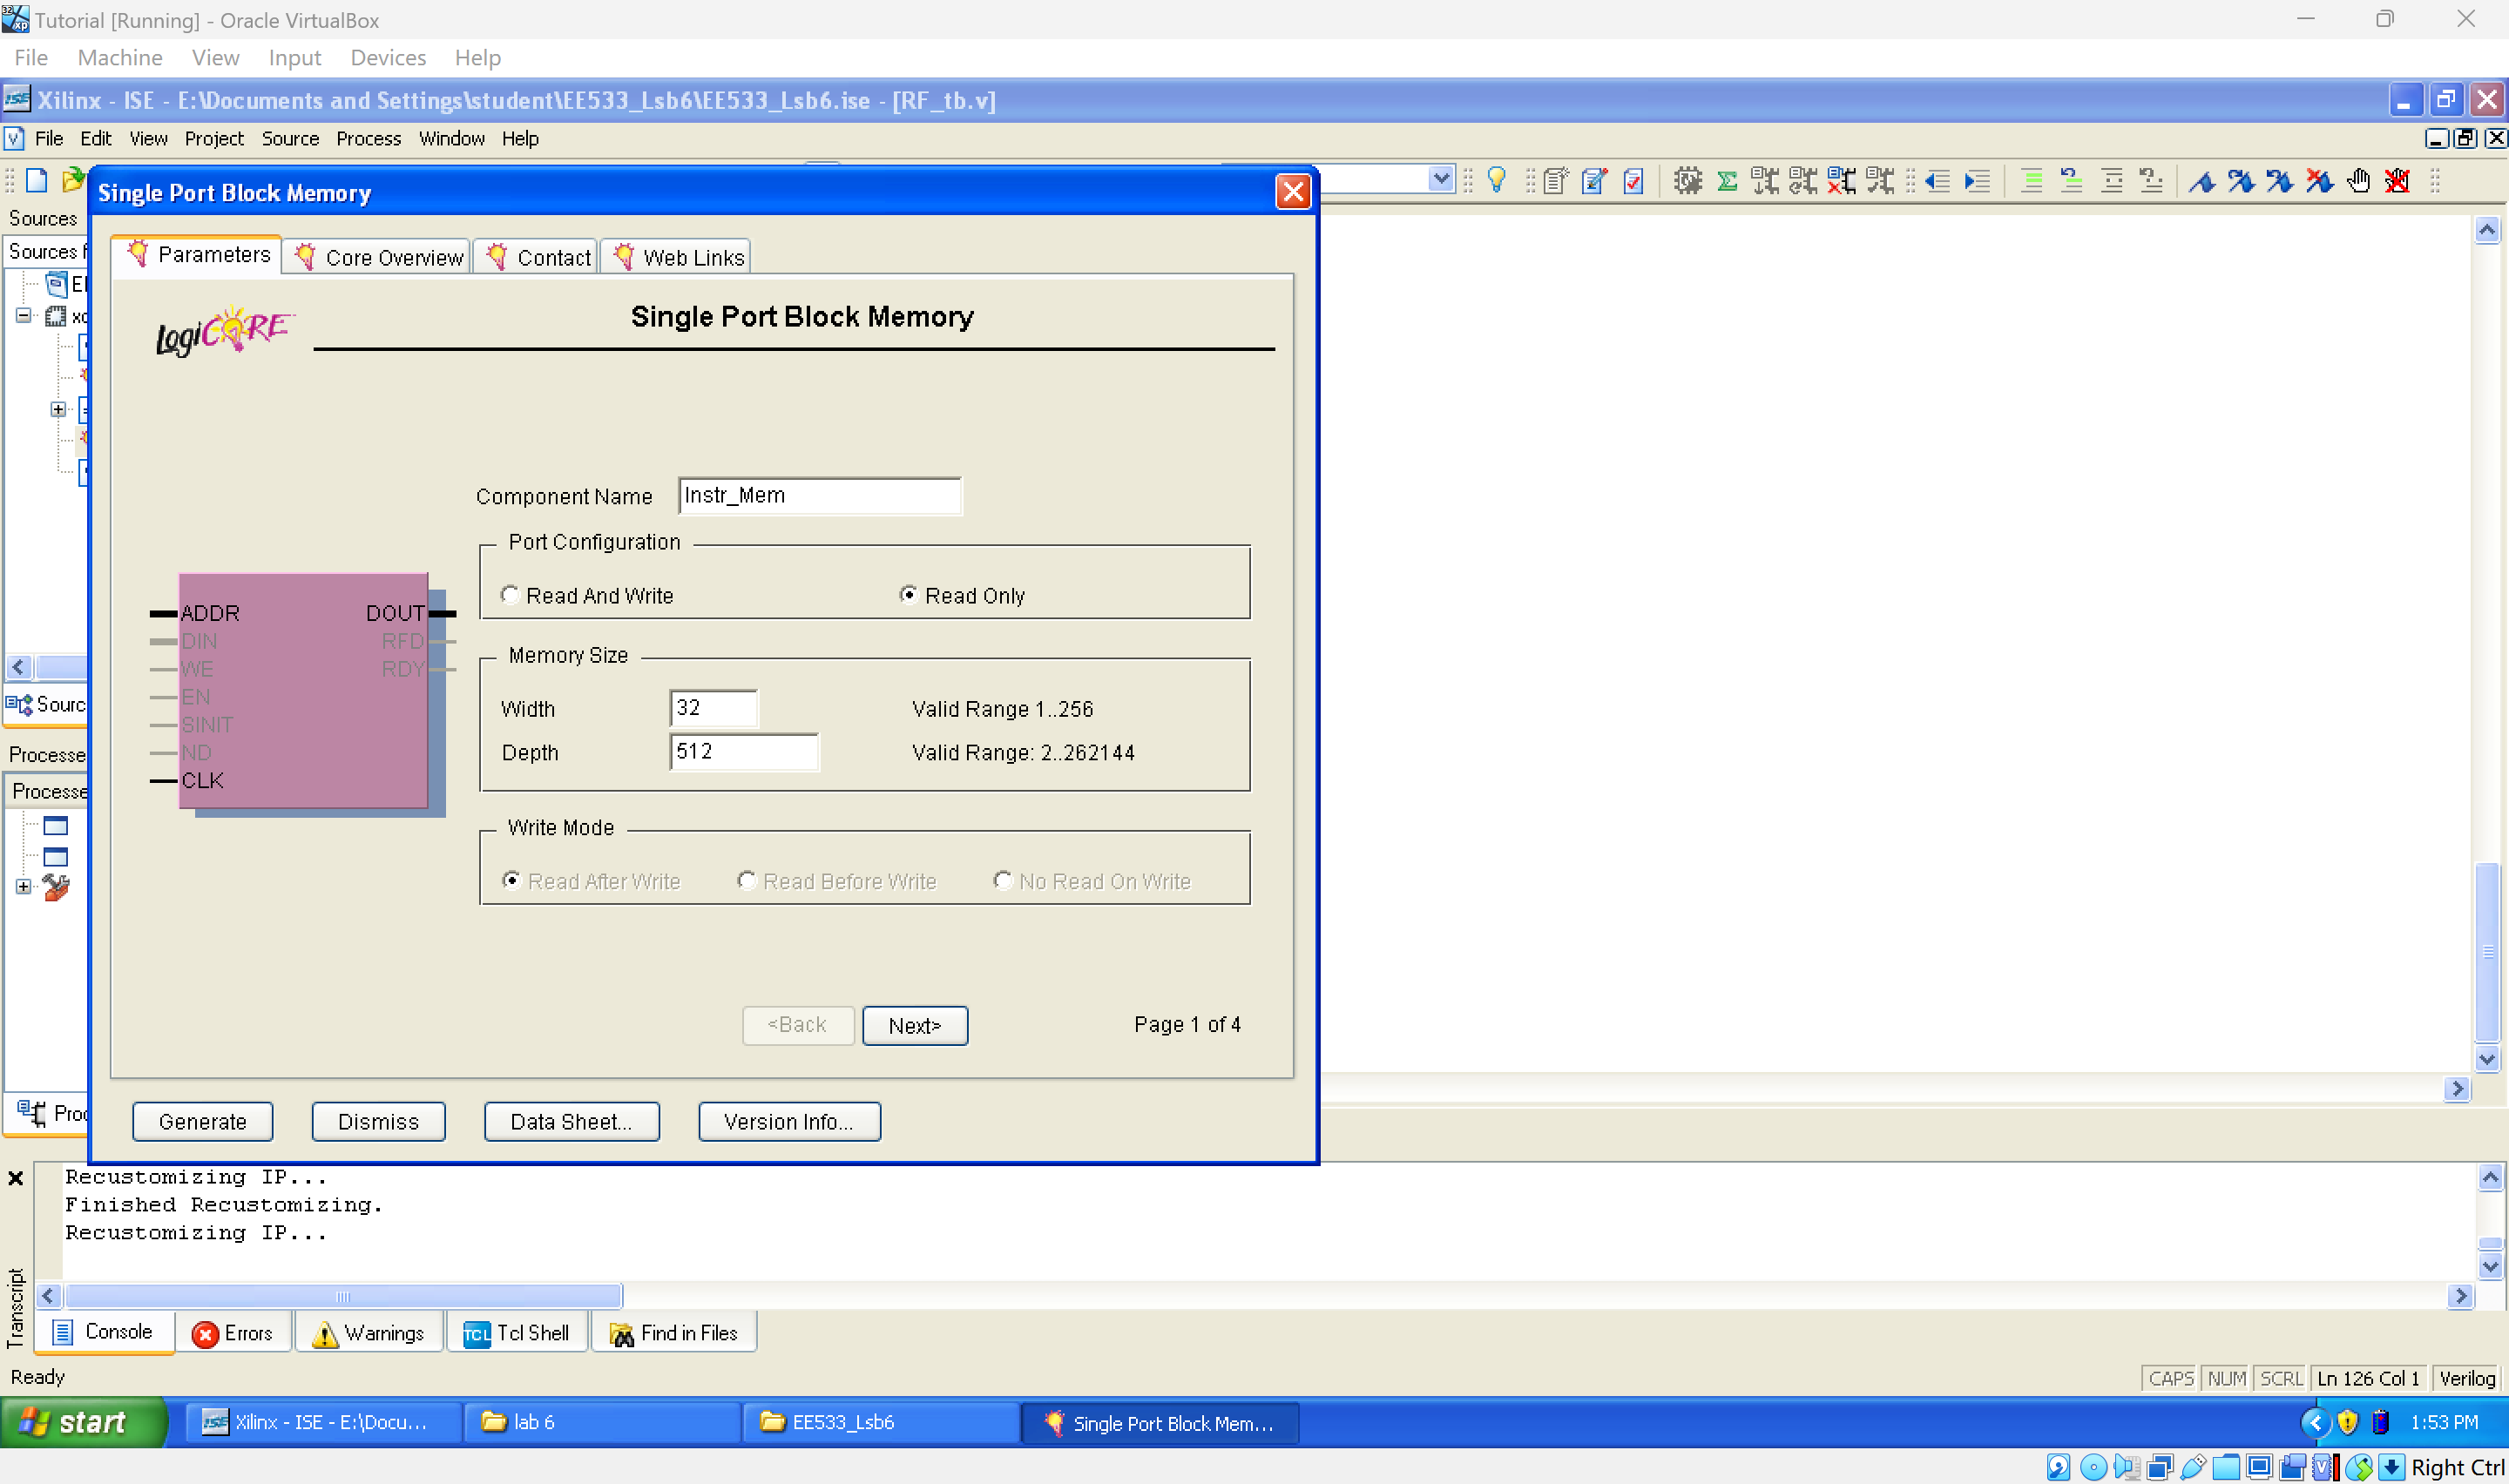 Tutorial [Running] - Oracle VirtualBox
File Machine View Input Devices Help
Xilinx - ISE - E:\Documents and Settings\student\EE533_Lsb6\EE533_Lsb6.ise - [RF_tb.v]
File Edit View Project Source Process Window Help
Single Port Block Memory
Sources
Sources f
Parameters Core Overview Contact Web Links
LogiCORE
Single Port Block Memory
Component Name Instr_Mem
Port Configuration
Read And Write Read Only
ADDR DOUT
DIN RFD
WE RDY
EN
SINIT
ND
CLK
Memory Size
Width 32 Valid Range 1..256
Depth 512 Valid Range: 2..262144
Write Mode
Read After Write Read Before Write No Read On Write
<Back Next> Page 1 of 4
Generate Dismiss Data Sheet... Version Info...
Sourc
Processe
Processe
Proc
Recustomizing IP...
Finished Recustomizing.
Recustomizing IP...
Transcript
Console Errors Warnings Tcl Shell Find in Files
Ready
CAPS NUM SCRL Ln 126 Col 1 Verilog
start Xilinx - ISE - E:\Docu... lab 6 EE533_Lsb6 Single Port Block Mem... 1:53 PM
Right Ctrl